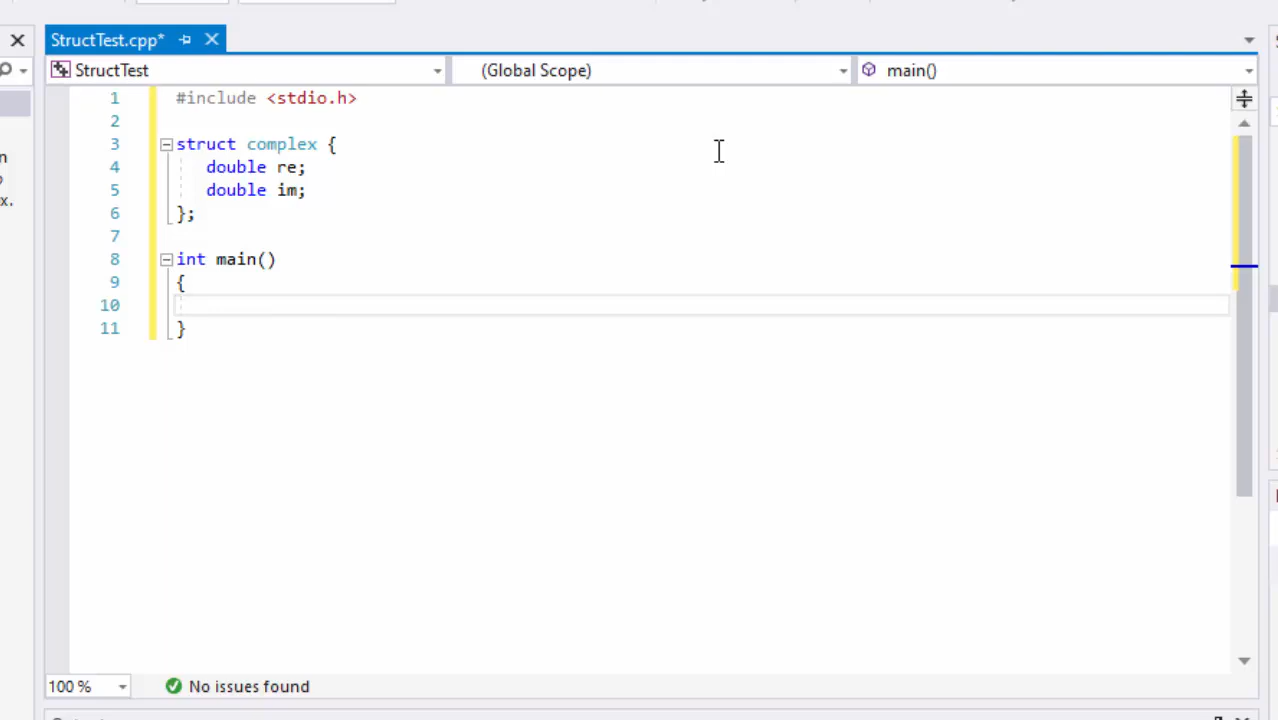 StructTest.cpp*
StructTest (Global Scope) main()
1 #include <stdio.h>
2
3 struct complex {
4 double re;
5 double im;
6 };
7
8 int main()
9 {
10
11 }
n
x.
100 % No issues found